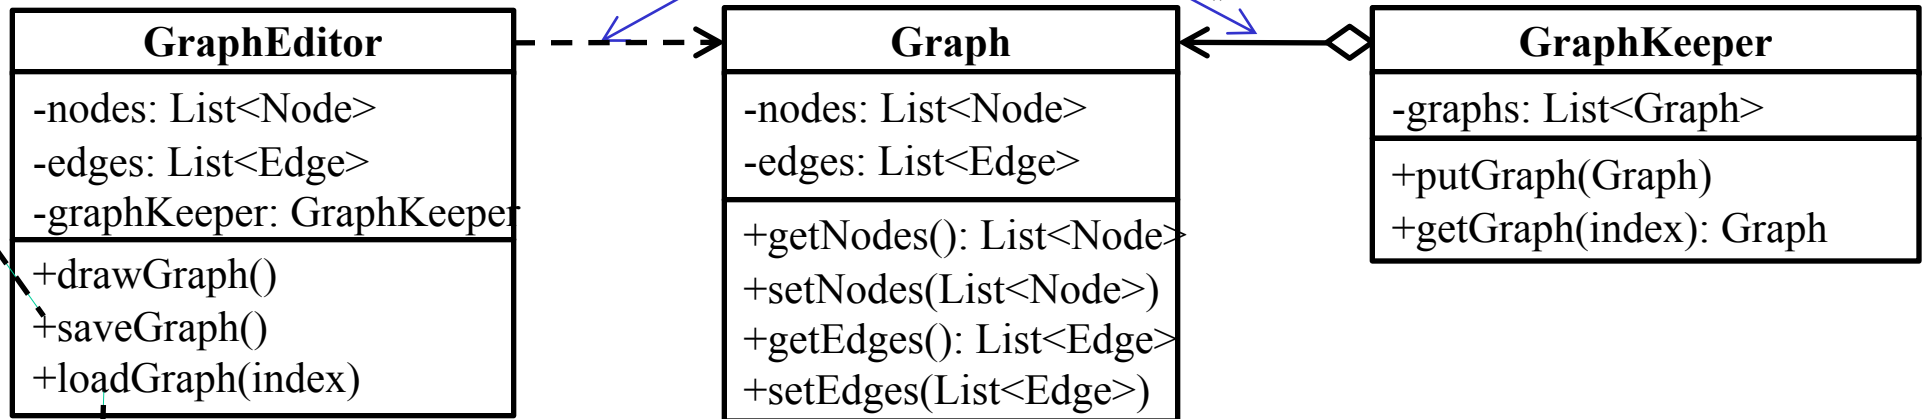 GraphEditor
-nodes: List<Node>
-edges: List<Edge>
-graphKeeper: GraphKeeper
+drawGraph()
+saveGraph()
+loadGraph(index)
Graph
-nodes: List<Node>
-edges: List<Edge>
+getNodes(): List<Node>
+setNodes(List<Node>)
+getEdges(): List<Edge>
+setEdges(List<Edge>)
GraphKeeper
-graphs: List<Graph>
+putGraph(Graph)
+getGraph(index): Graph